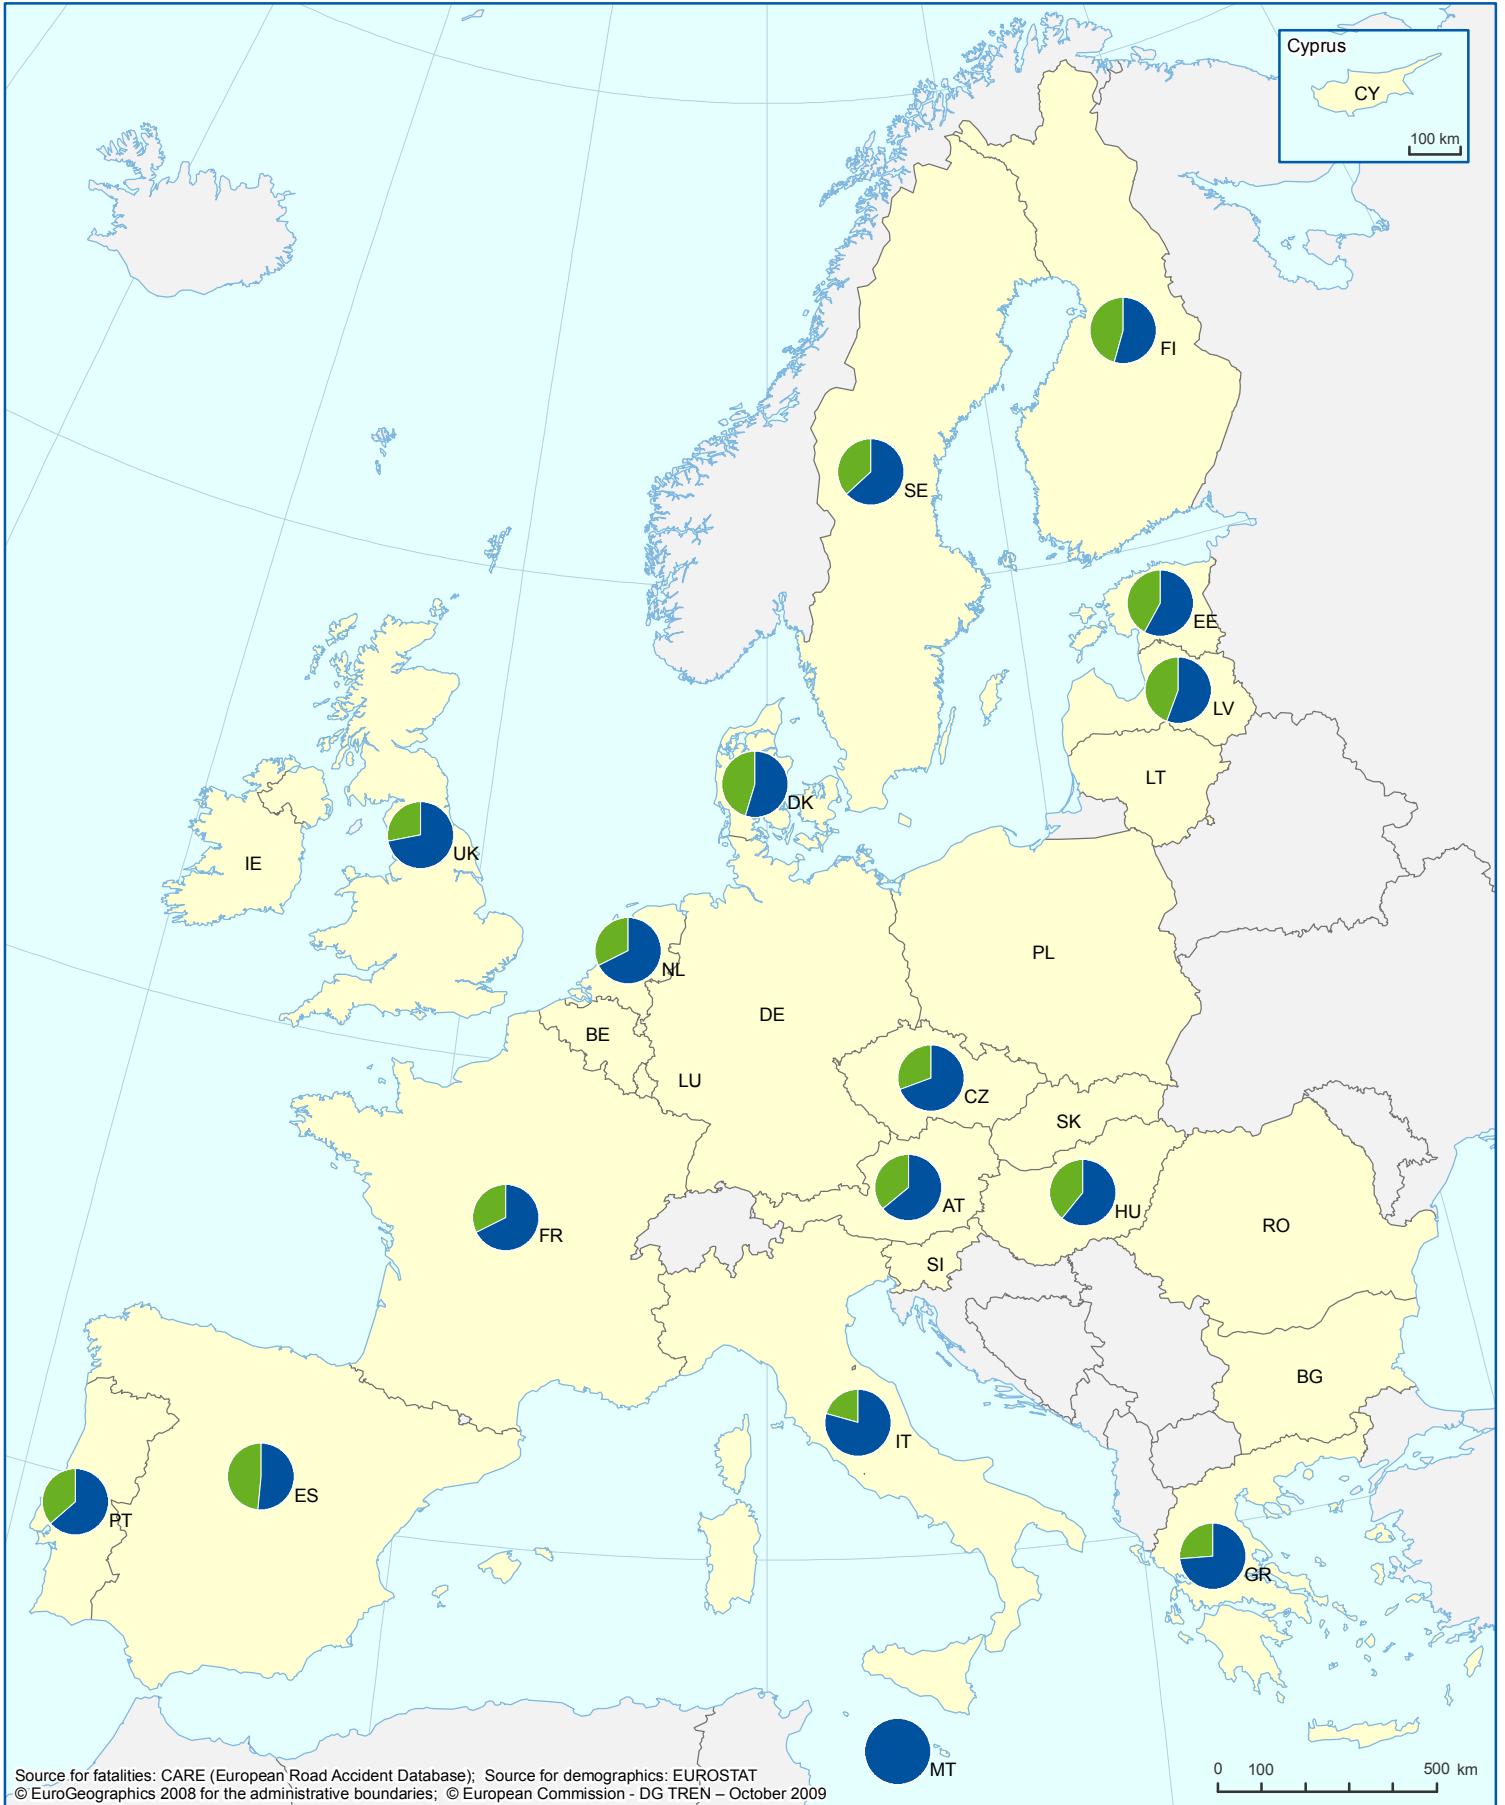 Cyprus
CY
100 km
FI
SE
EE
LV
LT
DK
UK
IE
NL
PL
DE
BE
LU
CZ
SK
AT
HU
FR
RO
SI
BG
IT
ES
PT
GR
MT
0 100 500 km
Source for fatalities: CARE (European Road Accident Database); Source for demographics: EUROSTAT
© EuroGeographics 2008 for the administrative boundaries; © European Commission - DG TREN – October 2009